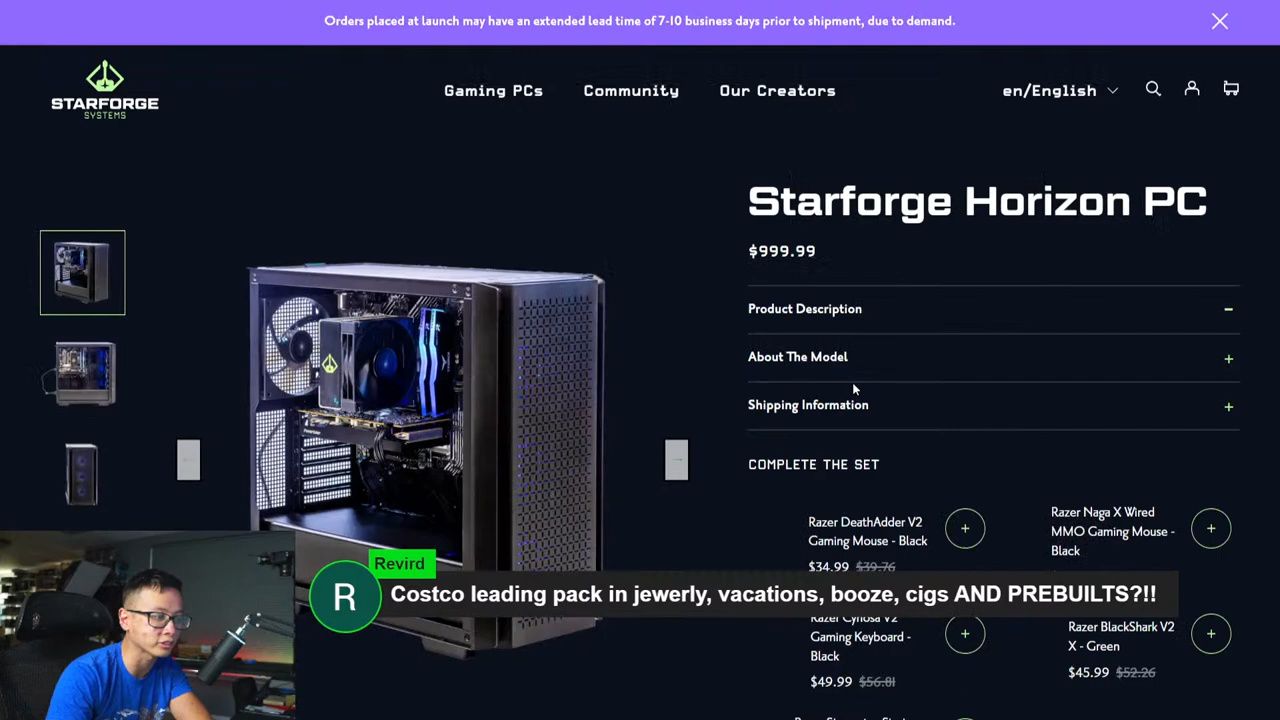 Orders placed at launch may have an extended lead time of 7-10 business days prior to shipment, due to demand.
STARFORGE
SYSTEMS
Gaming PCs
Community
Our Creators
en/English
Starforge Horizon PC
$999.99
Product Description
About The Model
Shipping Information
COMPLETE THE SET
Razer DeathAdder V2
Gaming Mouse - Black
$34.99 $39.76
Razer Naga X Wired
MMO Gaming Mouse -
Black
Revird
R
Costco leading pack in jewerly, vacations, booze, cigs AND PREBUILTS?!!
Razer Cynosa V2
Gaming Keyboard -
Black
$49.99 $56.81
Razer BlackShark V2
X - Green
$45.99 $52.26